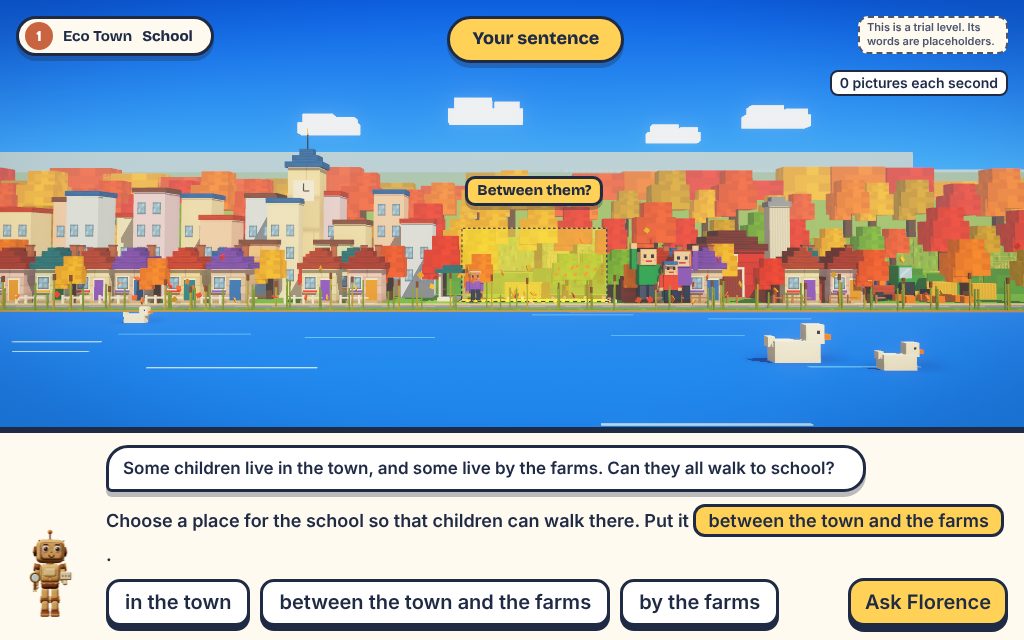 1 Eco Town School
Your sentence
This is a trial level. Its
words are placeholders.
0 pictures each second
L
Between them?
Some children live in the town, and some live by the farms. Can they all walk to school?
Choose a place for the school so that children can walk there. Put it between the town and the farms
.
in the town
between the town and the farms
by the farms
Ask Florence